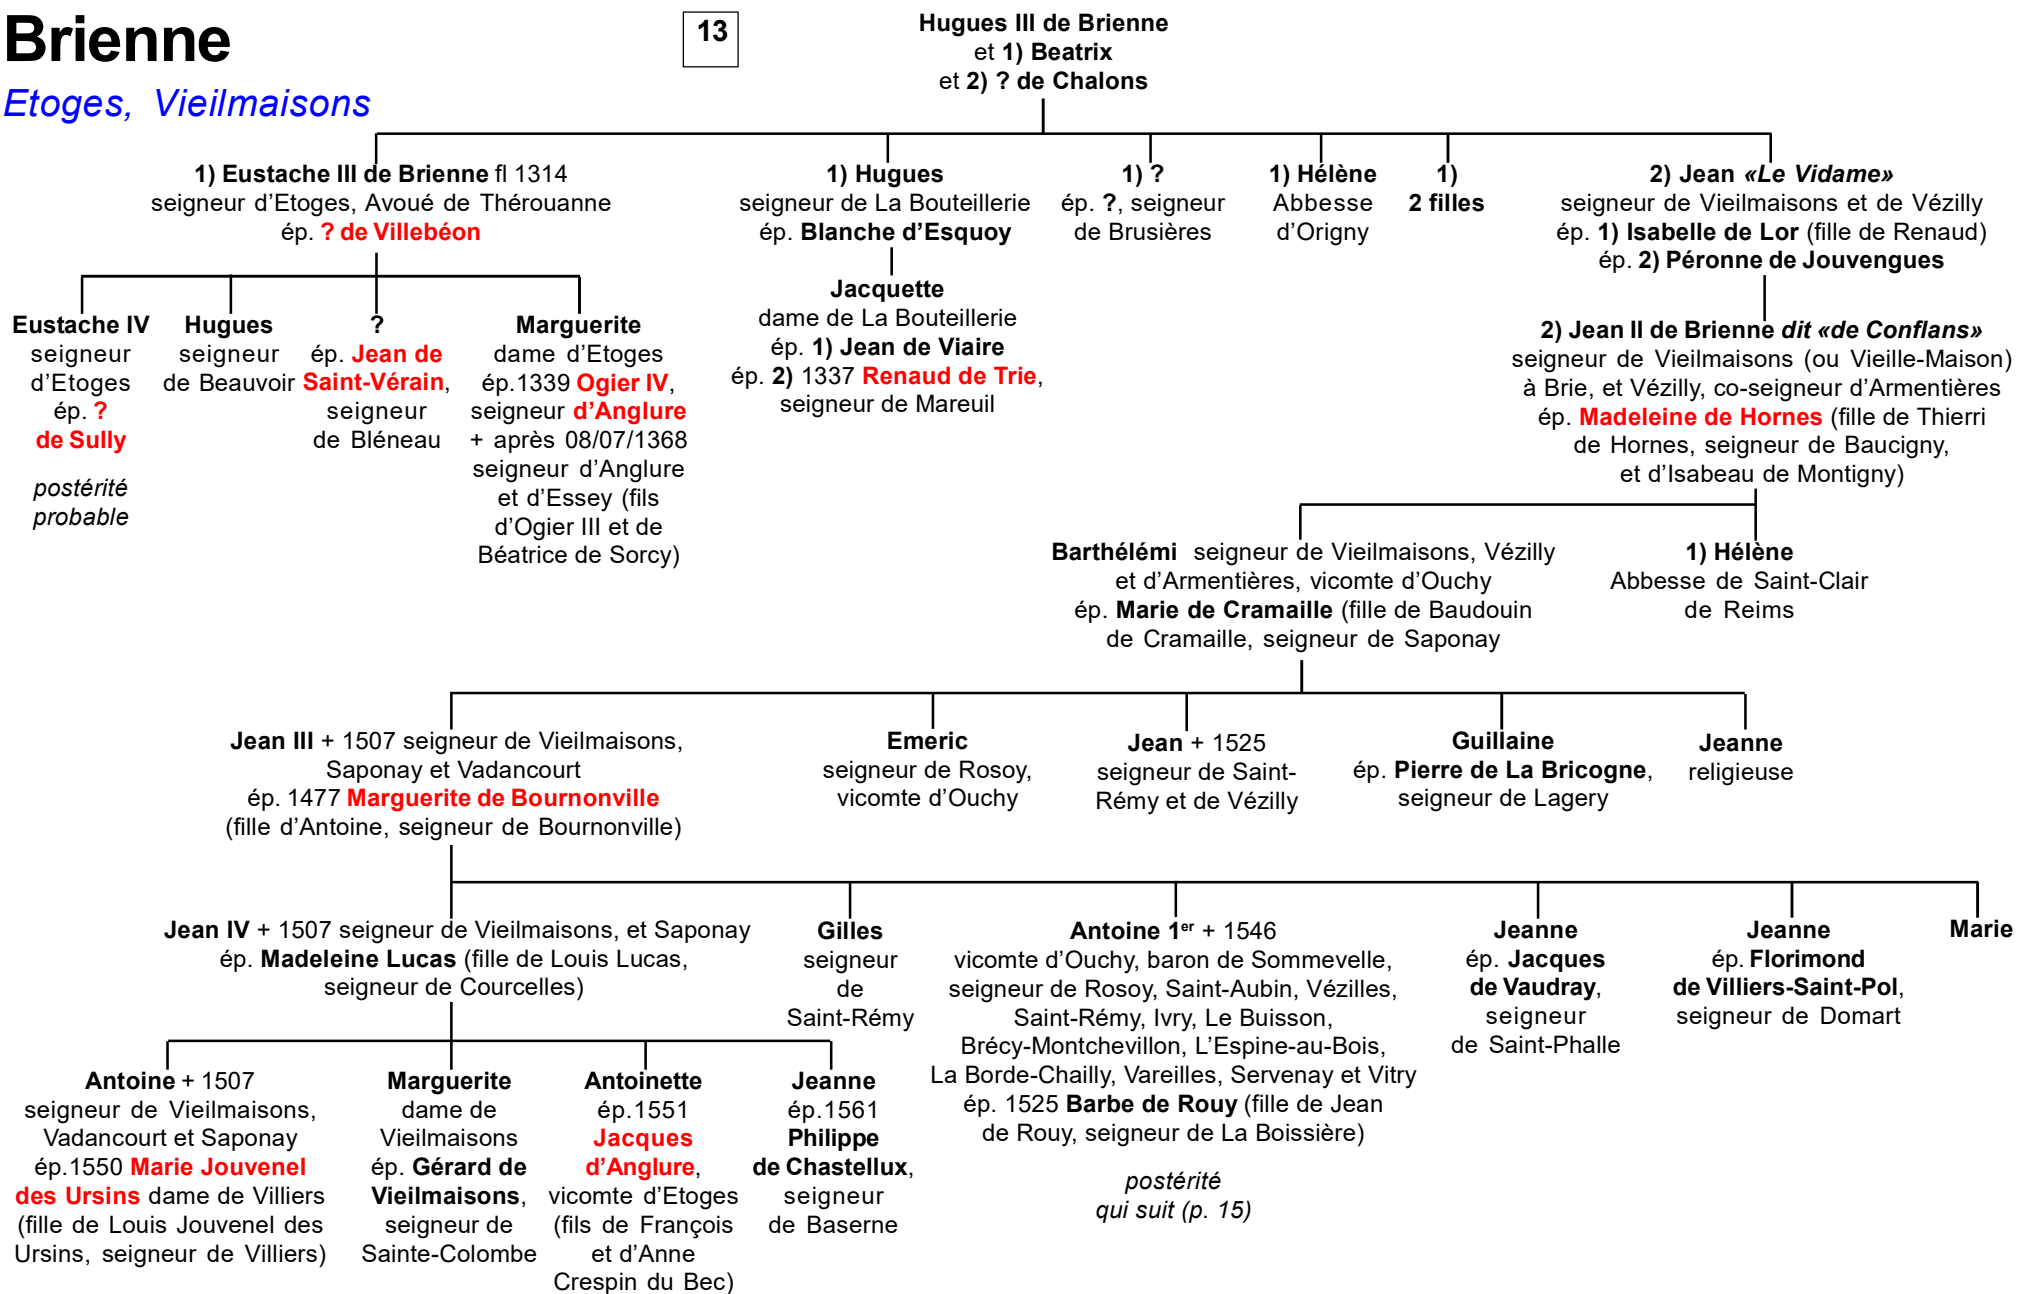 Brienne
Etoges, Vieilmaisons
13
Hugues III de Brienne
et 1) Beatrix
et 2) ? de Chalons
1) Eustache III de Brienne fl 1314
seigneur d'Etoges, Avoué de Thérouanne
ép. ? de Villebéon
1) Hugues
seigneur de La Bouteillerie
ép. Blanche d'Esquoy
1) ?
ép. ?, seigneur
de Brusières
1) Hélène
Abbesse
d'Origny
1)
2 filles
2) Jean «Le Vidame»
seigneur de Vieilmaisons et de Vézilly
ép. 1) Isabelle de Lor (fille de Renaud)
ép. 2) Péronne de Jouvengues
Eustache IV
seigneur
d'Etoges
ép. ?
de Sully
postérité
probable
Hugues
seigneur
de Beauvoir
?
ép. Jean de
Saint-Vérain,
seigneur
de Bléneau
Marguerite
dame d'Etoges
ép.1339 Ogier IV,
seigneur d'Anglure
+ après 08/07/1368
seigneur d'Anglure
et d'Essey (fils
d'Ogier III et de
Béatrice de Sorcy)
Jacquette
dame de La Bouteillerie
ép. 1) Jean de Viaire
ép. 2) 1337 Renaud de Trie,
seigneur de Mareuil
2) Jean II de Brienne dit «de Conflans»
seigneur de Vieilmaisons (ou Vieille-Maison)
à Brie, et Vézilly, co-seigneur d'Armentières
ép. Madeleine de Hornes (fille de Thierri
de Hornes, seigneur de Baucigny,
et d'Isabeau de Montigny)
Barthélémi seigneur de Vieilmaisons, Vézilly
et d'Armentières, vicomte d'Ouchy
ép. Marie de Cramaille (fille de Baudouin
de Cramaille, seigneur de Saponay
1) Hélène
Abbesse de Saint-Clair
de Reims
Jean III + 1507 seigneur de Vieilmaisons,
Saponay et Vadancourt
ép. 1477 Marguerite de Bournonville
(fille d'Antoine, seigneur de Bournonville)
Emeric
seigneur de Rosoy,
vicomte d'Ouchy
Jean + 1525
seigneur de Saint-
Rémy et de Vézilly
Guillaine
ép. Pierre de La Bricogne,
seigneur de Lagery
Jeanne
religieuse
Jean IV + 1507 seigneur de Vieilmaisons, et Saponay
ép. Madeleine Lucas (fille de Louis Lucas,
seigneur de Courcelles)
Gilles
seigneur
de
Saint-Rémy
Antoine 1er + 1546
vicomte d'Ouchy, baron de Sommevelle,
seigneur de Rosoy, Saint-Aubin, Vézilles,
Saint-Rémy, Ivry, Le Buisson,
Brécy-Montchevillon, L'Espine-au-Bois,
La Borde-Chailly, Vareilles, Servenay et Vitry
ép. 1525 Barbe de Rouy (fille de Jean
de Rouy, seigneur de La Boissière)
postérité
qui suit (p. 15)
Jeanne
ép. Jacques
de Vaudray,
seigneur
de Saint-Phalle
Jeanne
ép. Florimond
de Villiers-Saint-Pol,
seigneur de Domart
Marie
Antoine + 1507
seigneur de Vieilmaisons,
Vadancourt et Saponay
ép.1550 Marie Jouvenel
des Ursins dame de Villiers
(fille de Louis Jouvenel des
Ursins, seigneur de Villiers)
Marguerite
dame de
Vieilmaisons
ép. Gérard de
Vieilmaisons,
seigneur de
Sainte-Colombe
Antoinette
ép.1551
Jacques
d'Anglure,
vicomte d'Etoges
(fils de François
et d'Anne
Crespin du Bec)
Jeanne
ép.1561
Philippe
de Chastellux,
seigneur
de Baserne